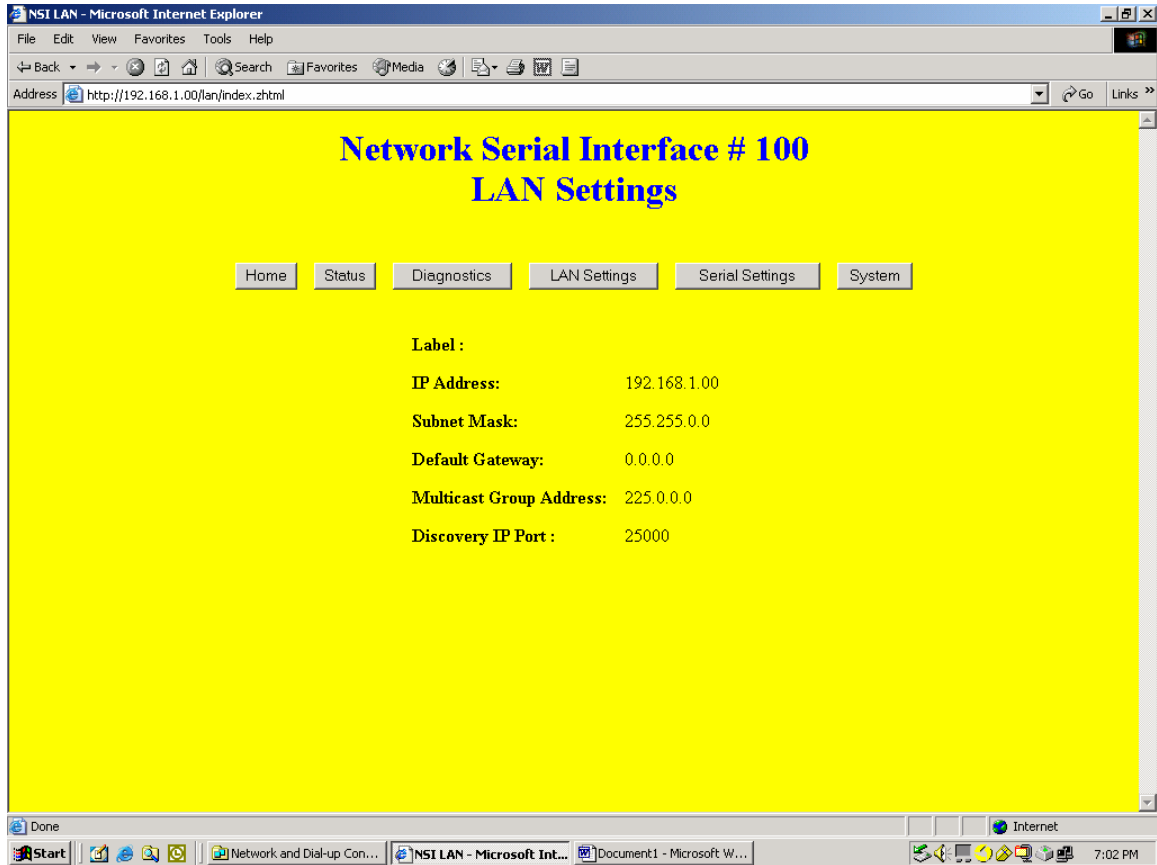 NSI LAN - Microsoft Internet Explorer
File Edit View Favorites Tools Help
Back Search Favorites Media
Address http://192.168.1.00/lan/index.zhtml Go Links »
Network Serial Interface # 100
LAN Settings
Home Status Diagnostics LAN Settings Serial Settings System
Label :
IP Address: 192.168.1.00
Subnet Mask: 255.255.0.0
Default Gateway: 0.0.0.0
Multicast Group Address: 225.0.0.0
Discovery IP Port : 25000
Done Internet
Start Network and Dial-up Con... NSI LAN - Microsoft Int... Document1 - Microsoft W... 7:02 PM